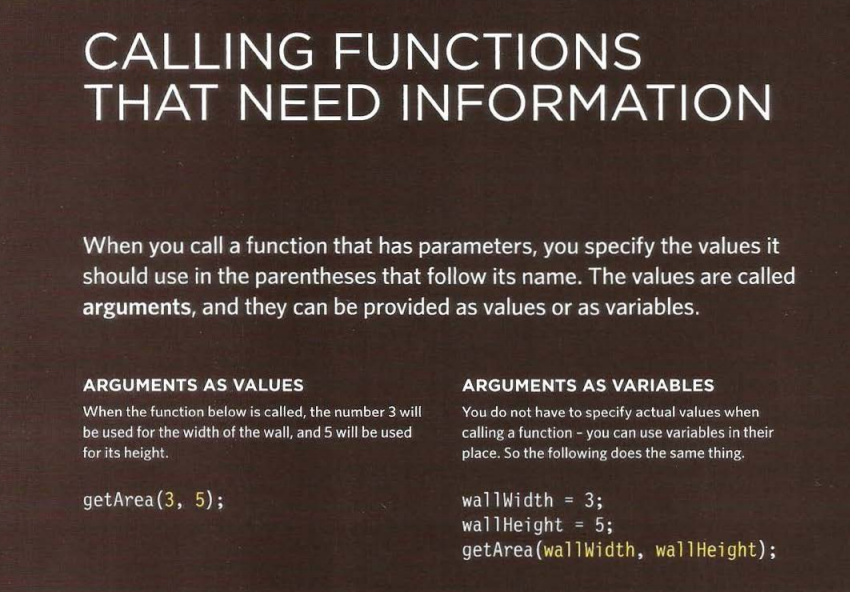 CALLING FUNCTIONS
THAT NEED INFORMATION
When you call a function that has parameters, you specify the values it
should use in the parentheses that follow its name. The values are called
arguments, and they can be provided as values or as variables.
ARGUMENTS AS VALUES
When the function below is called, the number 3 will
be used for the width of the wall, and 5 will be used
for its height.
getArea(3, 5);
ARGUMENTS AS VARIABLES
You do not have to specify actual values when
calling a function – you can use variables in their
place. So the following does the same thing.
wallWidth = 3;
wallHeight = 5;
getArea(wallWidth, wallHeight);